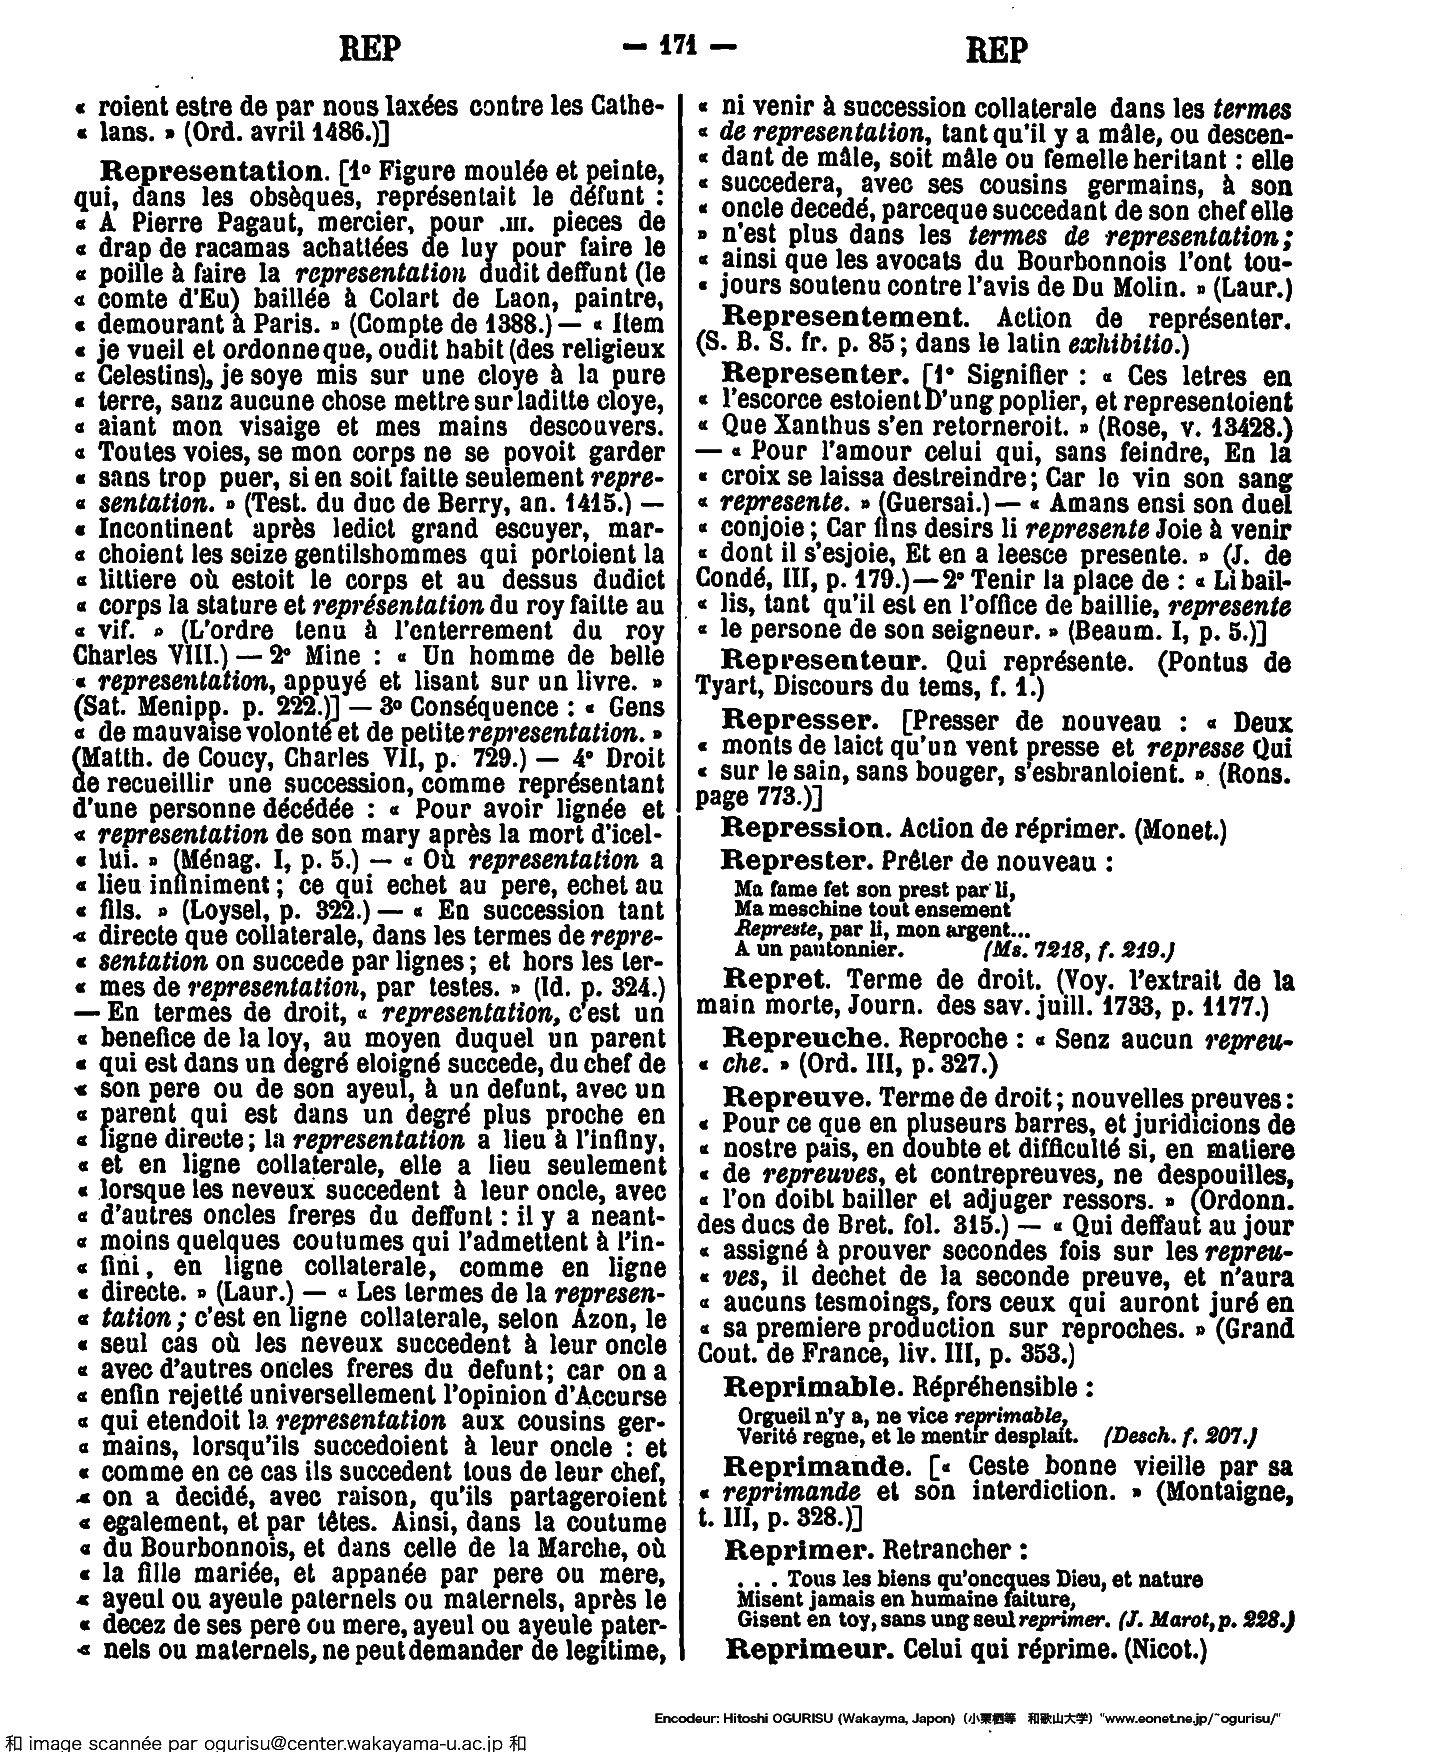 REP — 171 — REP
« roient estre de par nous laxées contre les Cathe-
« lans. » (Ord. avril 1486.)]
Representation. [1º Figure moulée et peinte,
qui, dans les obsèques, représentait le défunt :
« A Pierre Pagaut, mercier, pour .III. pieces de
« drap de racamas achattées de luy pour faire le
« poille à faire la representation dudit deffunt (le
« comte d'Eu) baillée à Colart de Laon, paintre,
« demourant à Paris. » (Compte de 1388.) — « Item
« je vueil et ordonne que, oudit habit (des religieux
« Celestins), je soye mis sur une cloye à la pure
« terre, sanz aucune chose mettre sur laditte cloye,
« aiant mon visaige et mes mains descouvers.
« Toutes voies, se mon corps ne se povoit garder
« sans trop puer, si en soit faitte seulement repre-
« sentation. » (Test. du duc de Berry, an. 1415.) —
« Incontinent après ledict grand escuyer, mar-
« choient les seize gentilshommes qui portoient la
« littiere où estoit le corps et au dessus dudict
« corps la stature et représentation du roy faitte au
« vif. » (L'ordre tenu à l'enterrement du roy
Charles VIII.) — 2º Mine : « Un homme de belle
« representation, appuyé et lisant sur un livre. »
(Sat. Menipp. p. 222.)] — 3º Conséquence : « Gens
« de mauvaise volonté et de petite representation. »
(Matth. de Coucy, Charles VII, p. 729.) — 4º Droit
de recueillir une succession, comme représentant
d'une personne décédée : « Pour avoir lignée et
« representation de son mary après la mort d'icel-
« lui. » (Ménag. I, p. 5.) — « Où representation a
« lieu infiniment ; ce qui echet au pere, echet au
« fils. » (Loysel, p. 322.) — « En succession tant
« directe que collaterale, dans les termes de repre-
« sentation on succede par lignes ; et hors les ter-
« mes de representation, par testes. » (Id. p. 324.)
— En termes de droit, « representation, c'est un
« benefice de la loy, au moyen duquel un parent
« qui est dans un degré eloigné succede, du chef de
« son pere ou de son ayeul, à un defunt, avec un
« parent qui est dans un degré plus proche en
« ligne directe ; la representation a lieu à l'infiny,
« et en ligne collaterale, elle a lieu seulement
« lorsque les neveux succedent à leur oncle, avec
« d'autres oncles freres du deffunt : il y a neant-
« moins quelques coutumes qui l'admettent à l'in-
« fini, en ligne collaterale, comme en ligne
« directe. » (Laur.) — « Les termes de la represen-
« tation ; c'est en ligne collaterale, selon Azon, le
« seul cas où les neveux succedent à leur oncle
« avec d'autres oncles freres du defunt ; car on a
« enfin rejetté universellement l'opinion d'Accurse
« qui etendoit la representation aux cousins ger-
« mains, lorsqu'ils succedoient à leur oncle : et
« comme en ce cas ils succedent tous de leur chef,
« on a decidé, avec raison, qu'ils partageroient
« egalement, et par têtes. Ainsi, dans la coutume
« du Bourbonnois, et dans celle de la Marche, où
« la fille mariée, et appanée par pere ou mere,
« ayeul ou ayeule paternels ou maternels, après le
« decez de ses pere ou mere, ayeul ou ayeule pater-
« nels ou maternels, ne peut demander de legitime,
« ni venir à succession collaterale dans les termes
« de representation, tant qu'il y a mâle, ou descen-
« dant de mâle, soit mâle ou femelle heritant : elle
« succedera, avec ses cousins germains, à son
« oncle decedé, parceque succedant de son chef elle
» n'est plus dans les termes de representation ;
« ainsi que les avocats du Bourbonnois l'ont tou-
« jours soutenu contre l'avis de Du Molin. » (Laur.)
Representement. Action de représenter.
(S. B. S. fr. p. 85 ; dans le latin exhibitio.)
Representer. [1º Signifier : « Ces letres en
« l'escorce estoient D'ung poplier, et representoient
« Que Xanthus s'en retorneroit. » (Rose, v. 13428.)
— « Pour l'amour celui qui, sans feindre, En la
« croix se laissa destreindre ; Car le vin son sang
« represente. » (Guersai.) — « Amans ensi son duel
« conjoie ; Car fins desirs li represente Joie à venir
« dont il s'esjoie, Et en a leesce presente. » (J. de
Condé, III, p. 179.) — 2º Tenir la place de : « Li bail-
« lis, tant qu'il est en l'office de baillie, represente
« le persone de son seigneur. » (Beaum. I, p. 5.)]
Representeur. Qui représente. (Pontus de
Tyart, Discours du tems, f. 1.)
Represser. [Presser de nouveau : « Deux
« monts de laict qu'un vent presse et represse Qui
« sur le sain, sans bouger, s'esbranloient. » (Rons.
page 773.)]
Repression. Action de réprimer. (Monet.)
Represter. Prêter de nouveau :
Ma fame fet son prest par li,
Ma meschine tout ensement
Represte, par li, mon argent...
A un pautonnier. (Ms. 7218, f. 219.)
Repret. Terme de droit. (Voy. l'extrait de la
main morte, Journ. des sav. juill. 1733, p. 1177.)
Repreuche. Reproche : « Senz aucun repreu-
« che. » (Ord. III, p. 327.)
Repreuve. Terme de droit ; nouvelles preuves :
« Pour ce que en pluseurs barres, et juridicions de
« nostre païs, en doubte et difficulté si, en matiere
« de repreuves, et contrepreuves, ne despouilles,
« l'on doibt bailler et adjuger ressors. » (Ordonn.
des ducs de Bret. fol. 315.) — « Qui deffaut au jour
« assigné à prouver secondes fois sur les repreu-
« ves, il dechet de la seconde preuve, et n'aura
« aucuns tesmoings, fors ceux qui auront juré en
« sa premiere production sur reproches. » (Grand
Cout. de France, liv. III, p. 353.)
Reprimable. Répréhensible :
Orgueil n'y a, ne vice reprimable,
Verité regne, et le mentir desplait. (Desch. f. 207.)
Reprimande. [« Ceste bonne vieille par sa
« reprimande et son interdiction. » (Montaigne,
t. III, p. 328.)]
Reprimer. Retrancher :
. . . Tous les biens qu'oncques Dieu, et nature
Misent jamais en humaine faiture,
Gisent en toy, sans ung seul reprimer. (J. Marot, p. 228.)
Reprimeur. Celui qui réprime. (Nicot.)
Encodeur: Hitoshi OGURISU (Wakayma, Japon) (小栗栖等 和歌山大学) "www.eonet.ne.jp/~ogurisu/"
和 image scannée par ogurisu@center.wakayama-u.ac.jp 和